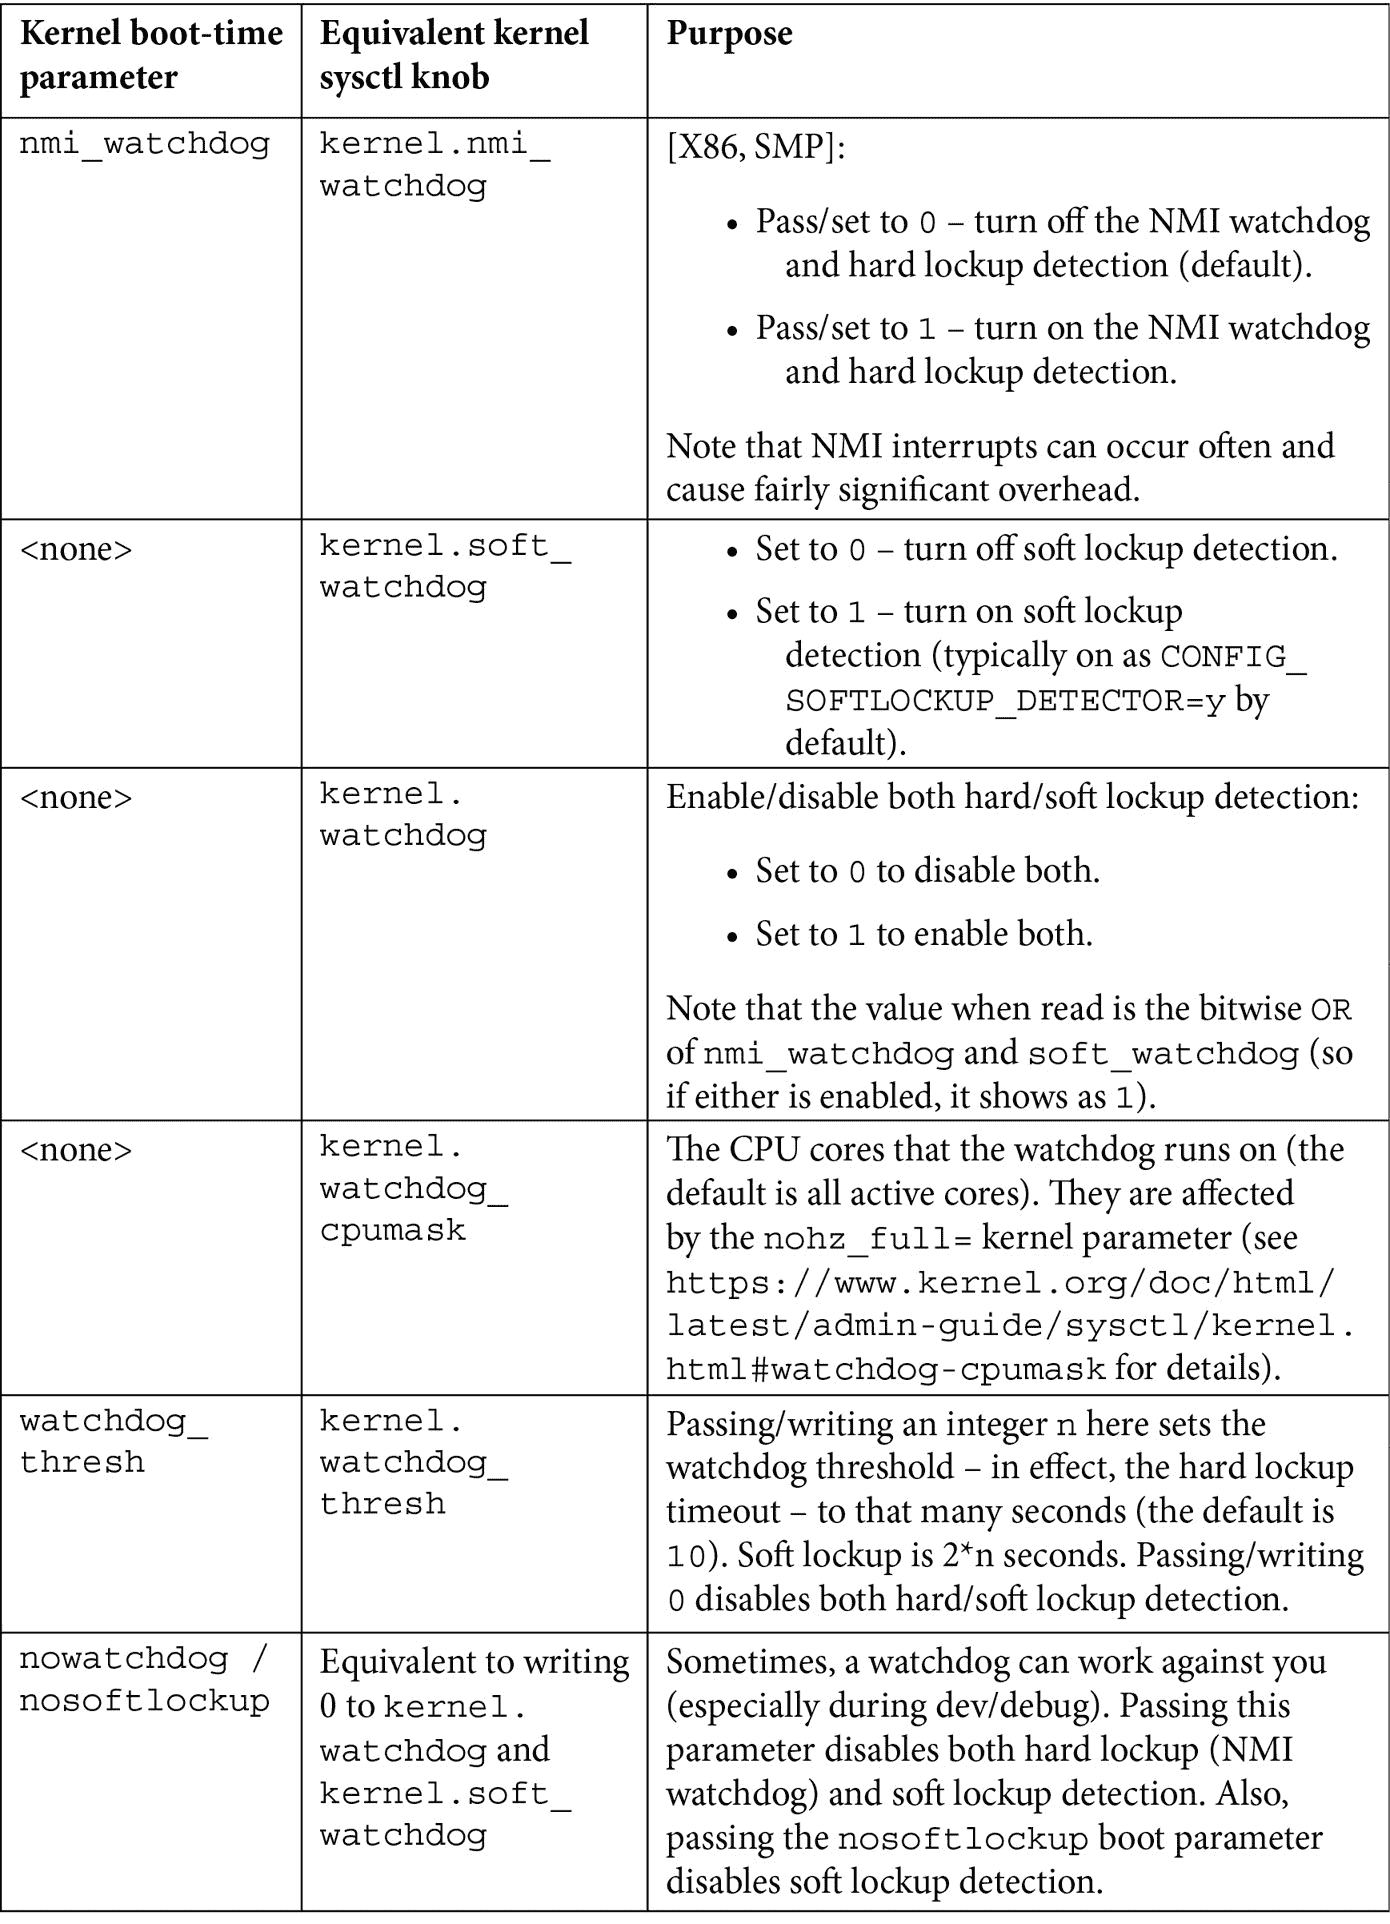 Kernel boot-time
parameter
Equivalent kernel
sysctl knob
Purpose
nmi_watchdog
kernel.nmi_
watchdog
[X86, SMP]:
• Pass/set to 0 – turn off the NMI watchdog
and hard lockup detection (default).
• Pass/set to 1 – turn on the NMI watchdog
and hard lockup detection.
Note that NMI interrupts can occur often and
cause fairly significant overhead.
<none>
kernel.soft_
watchdog
• Set to 0 – turn off soft lockup detection.
• Set to 1 – turn on soft lockup
detection (typically on as CONFIG_
SOFTLOCKUP_DETECTOR=y by
default).
<none>
kernel.
watchdog
Enable/disable both hard/soft lockup detection:
• Set to 0 to disable both.
• Set to 1 to enable both.
Note that the value when read is the bitwise OR
of nmi_watchdog and soft_watchdog (so
if either is enabled, it shows as 1).
<none>
kernel.
watchdog_
cpumask
The CPU cores that the watchdog runs on (the
default is all active cores). They are affected
by the nohz_full= kernel parameter (see
https://www.kernel.org/doc/html/
latest/admin-guide/sysctl/kernel.
html#watchdog-cpumask for details).
watchdog_
thresh
kernel.
watchdog_
thresh
Passing/writing an integer n here sets the
watchdog threshold – in effect, the hard lockup
timeout – to that many seconds (the default is
10). Soft lockup is 2*n seconds. Passing/writing
0 disables both hard/soft lockup detection.
nowatchdog /
nosoftlockup
Equivalent to writing
0 to kernel.
watchdog and
kernel.soft_
watchdog
Sometimes, a watchdog can work against you
(especially during dev/debug). Passing this
parameter disables both hard lockup (NMI
watchdog) and soft lockup detection. Also,
passing the nosoftlockup boot parameter
disables soft lockup detection.